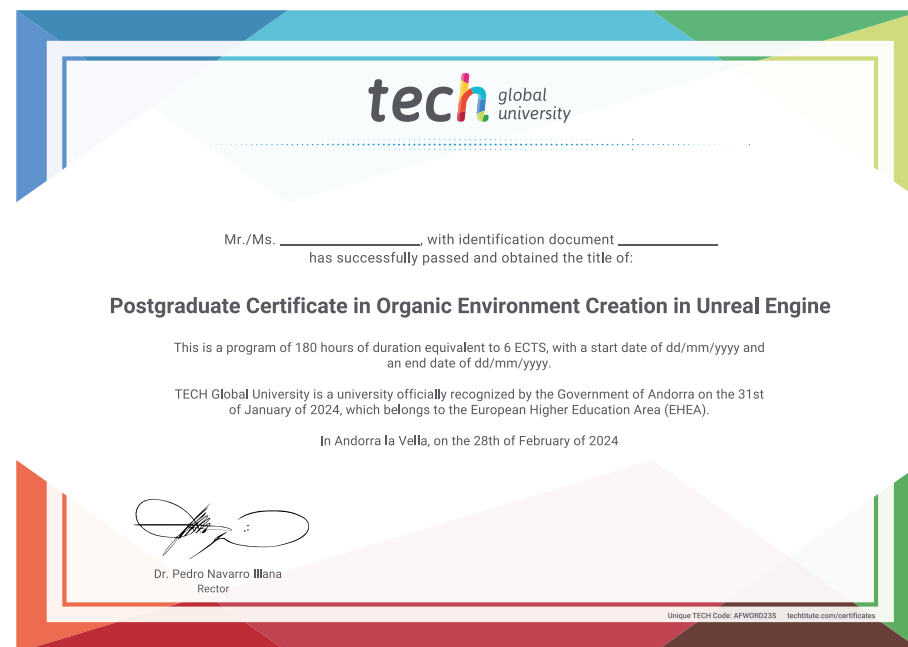 tech global
university
Mr./Ms. ____________, with identification document ____________
has successfully passed and obtained the title of:
Postgraduate Certificate in Organic Environment Creation in Unreal Engine
This is a program of 180 hours of duration equivalent to 6 ECTS, with a start date of dd/mm/yyyy and
an end date of dd/mm/yyyy.
TECH Global University is a university officially recognized by the Government of Andorra on the 31st
of January of 2024, which belongs to the European Higher Education Area (EHEA).
In Andorra la Vella, on the 28th of February of 2024
Dr. Pedro Navarro Illana
Rector
Unique TECH Code: AFWORD23S techtitute.com/certificates